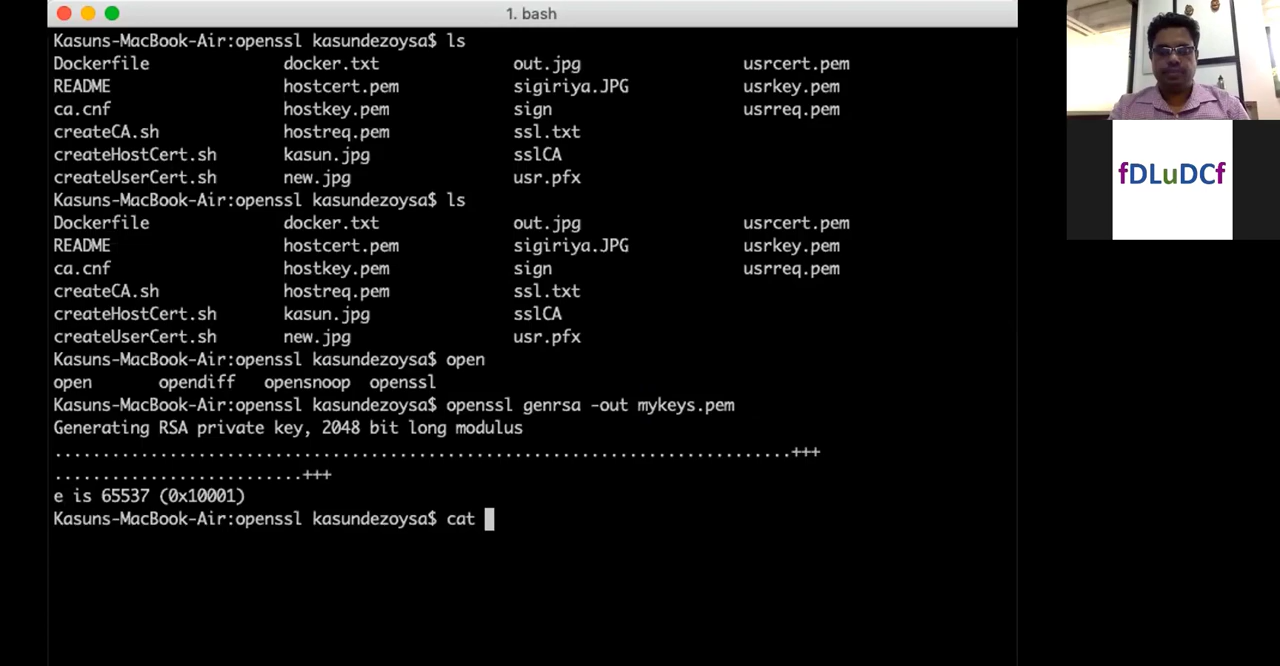 1. bash
Kasuns-MacBook-Air:openssl kasundezoysa$ ls
Dockerfile docker.txt out.jpg usrcert.pem
README hostcert.pem sigiriya.JPG usrkey.pem
ca.cnf hostkey.pem sign usrreq.pem
createCA.sh hostreq.pem ssl.txt
createHostCert.sh kasun.jpg sslCA
createUserCert.sh new.jpg usr.pfx
Kasuns-MacBook-Air:openssl kasundezoysa$ ls
Dockerfile docker.txt out.jpg usrcert.pem
README hostcert.pem sigiriya.JPG usrkey.pem
ca.cnf hostkey.pem sign usrreq.pem
createCA.sh hostreq.pem ssl.txt
createHostCert.sh kasun.jpg sslCA
createUserCert.sh new.jpg usr.pfx
Kasuns-MacBook-Air:openssl kasundezoysa$ open
open opendiff opensnoop openssl
Kasuns-MacBook-Air:openssl kasundezoysa$ openssl genrsa -out mykeys.pem
Generating RSA private key, 2048 bit long modulus
.............................................................................+++
..........................+++
e is 65537 (0x10001)
Kasuns-MacBook-Air:openssl kasundezoysa$ cat
fDLuDCf